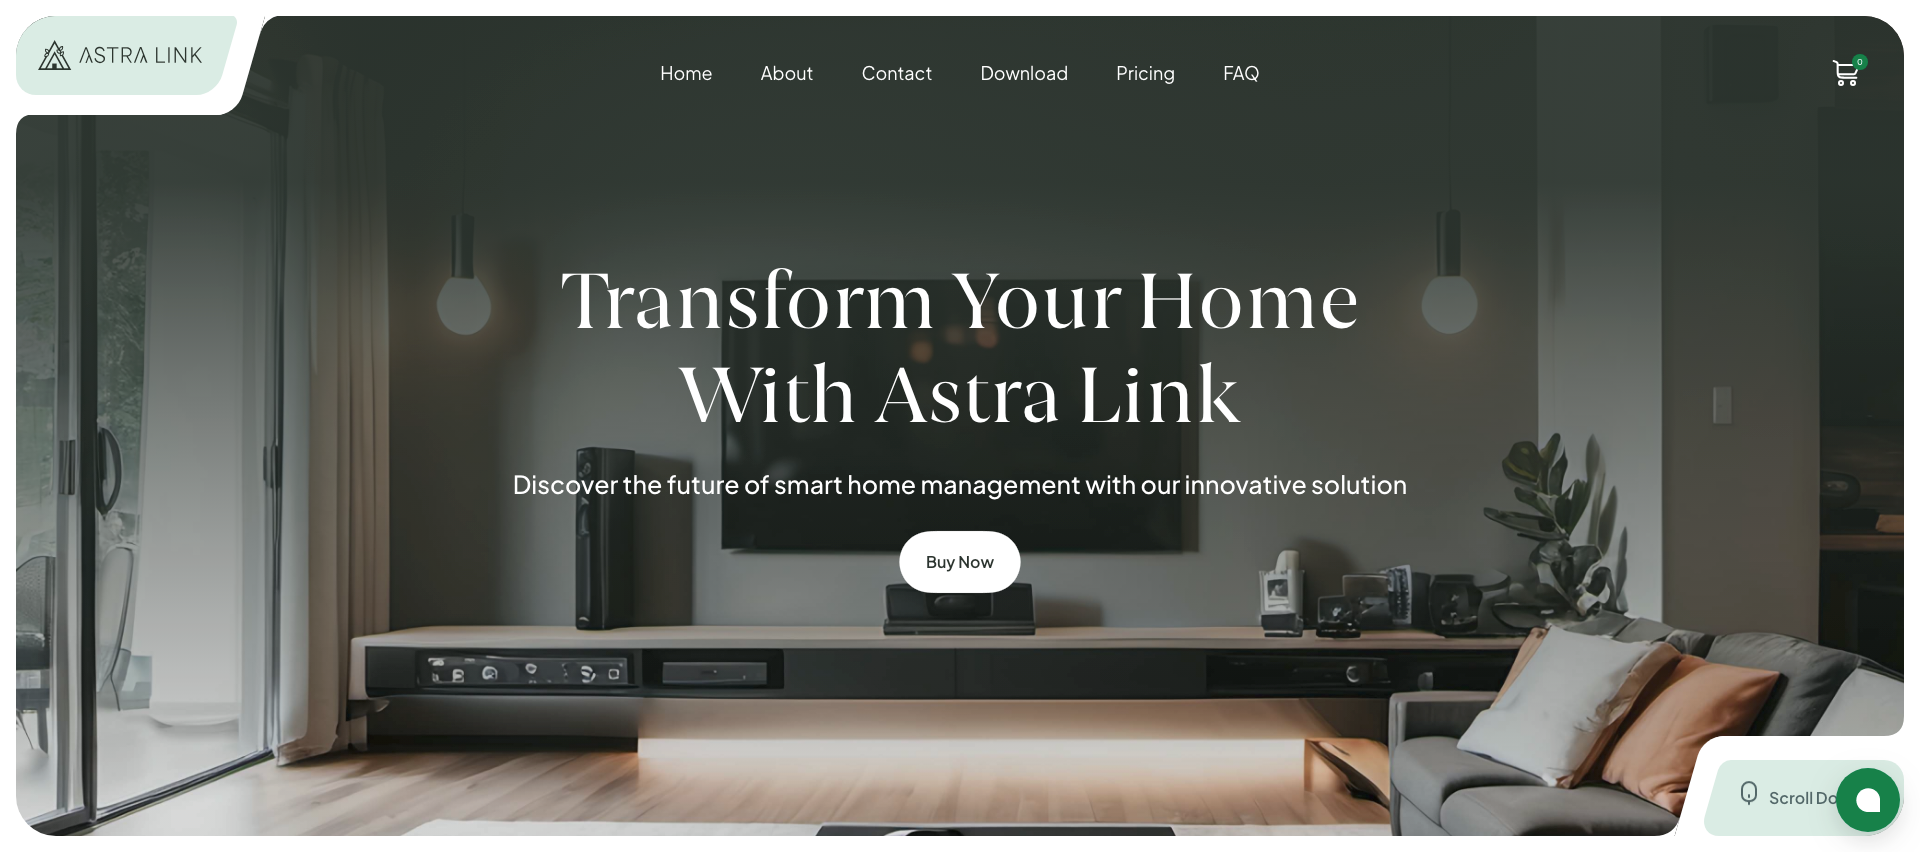 ASTRA LINK
Home
About
Contact
Download
Pricing
FAQ
0
Transform Your Home
With Astra Link
Discover the future of smart home management with our innovative solution
Buy Now
Scroll Do